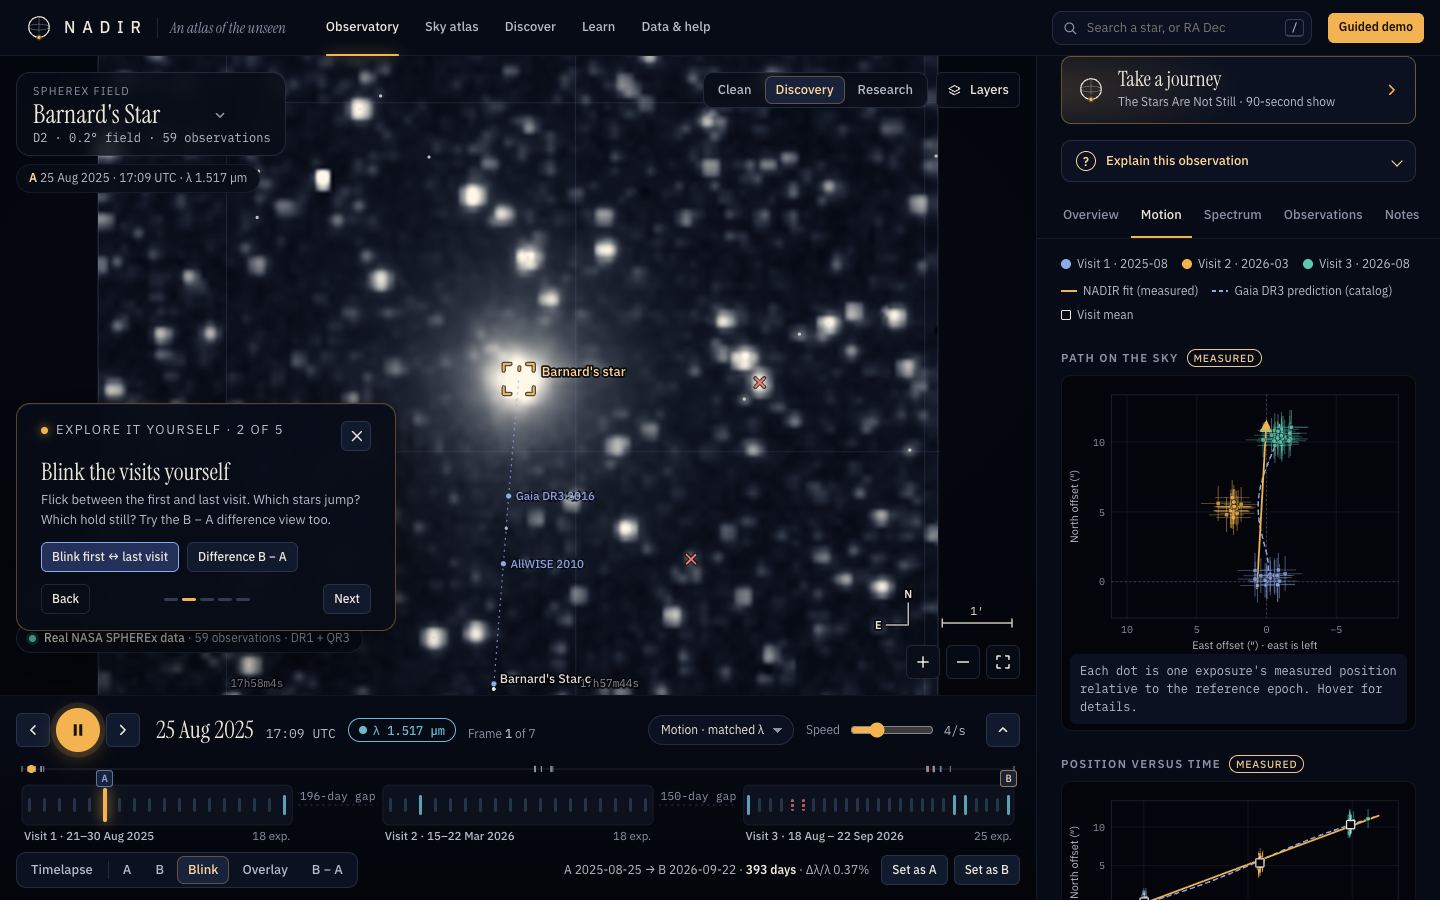 NADIR
An atlas of the unseen
Observatory
Sky atlas
Discover
Learn
Data & help
Search a star, or RA Dec
/
Guided demo
SPHEREX FIELD
Barnard's Star
D2 · 0.2° field · 59 observations
A 25 Aug 2025 · 17:09 UTC · λ 1.517 µm
Clean
Discovery
Research
Layers
Barnard's star
Gaia DR3 2016
AllWISE 2010
Barnard's Star c
17h58m4s
17h57m44s
N
E
1'
EXPLORE IT YOURSELF · 2 OF 5
Blink the visits yourself
Flick between the first and last visit. Which stars jump?
Which hold still? Try the B – A difference view too.
Blink first ↔ last visit
Difference B – A
Back
Next
Real NASA SPHEREx data · 59 observations · DR1 + QR3
25 Aug 2025
17:09 UTC
λ 1.517 µm
Frame 1 of 7
Motion · matched λ
Speed
4/s
A
B
196-day gap
150-day gap
Visit 1 · 21–30 Aug 2025
18 exp.
Visit 2 · 15–22 Mar 2026
18 exp.
Visit 3 · 18 Aug – 22 Sep 2026
25 exp.
Timelapse
A
B
Blink
Overlay
B – A
A 2025-08-25 → B 2026-09-22 · 393 days · Δλ/λ 0.37%
Set as A
Set as B
Take a journey
The Stars Are Not Still · 90-second show
? Explain this observation
Overview
Motion
Spectrum
Observations
Notes
Visit 1 · 2025-08
Visit 2 · 2026-03
Visit 3 · 2026-08
NADIR fit (measured)
Gaia DR3 prediction (catalog)
Visit mean
PATH ON THE SKY
MEASURED
North offset (")
10
5
0
10
5
0
−5
East offset (") · east is left
Each dot is one exposure's measured position
relative to the reference epoch. Hover for
details.
POSITION VERSUS TIME
MEASURED
North offset (")
10
5